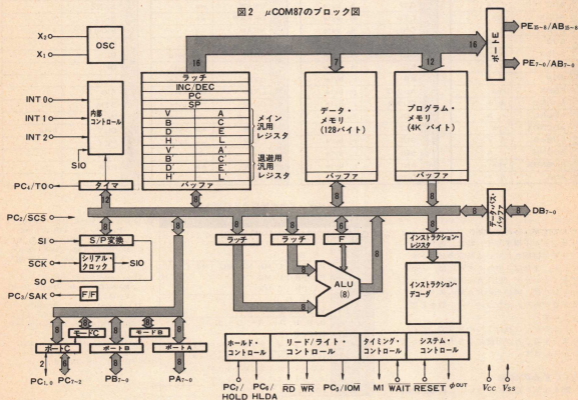 図2 μCOM87のブロック図
X₂
X₁
OSC
INT 0
INT 1
INT 2
SIO
内部コントロール
PC₄/TO
タイマ
12
PC₂/SCS
SI
S/P変換
SCK
シリアル・クロック
SIO
SO
PC₃/SAK
F/F
16
ラッチ
INC/DEC
PC
SP
V A
B C
D E
H L
メイン汎用レジスタ
V' A'
B' C'
D' E'
H' L'
退避用汎用レジスタ
バッファ
8
7
データ・メモリ
(128バイト)
バッファ
8
12
プログラム・メモリ
(4K バイト)
バッファ
8
16
ポートE
PE₁₅₋₈/AB₁₅₋₈
PE₇₋₀/AB₇₋₀
8
データ・バス・バッファ
8
DB₇₋₀
ラッチ
ラッチ
F
8
8
6
8
ALU
(8)
8
インストラクション・レジスタ
インストラクション・デコーダ
モードC
モードB
ポートC
ポートB
ポートA
2
6
8
8
PC₁,₀
PC₇₋₂
PB₇₋₀
PA₇₋₀
ホールド・コントロール
リード/ライト・コントロール
タイミング・コントロール
システム・コントロール
PC₇/HOLD
PC₆/HLDA
RD
WR
PC₅/IOM
M1
WAIT
RESET
φOUT
Vcc
Vss